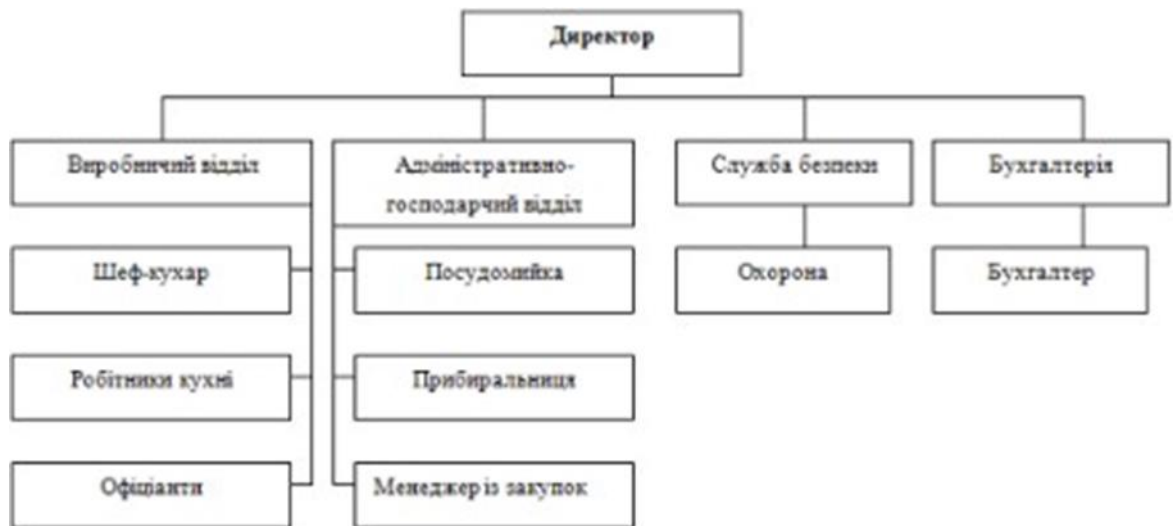 Директор
Виробничий відділ
Адміністративно-
господарчий відділ
Служба безпеки
Бухгалтерія
Шеф-кухар
Посудомийка
Охорона
Бухгалтер
Робітники кухні
Прибиральниця
Офіціанти
Менеджер із закупок